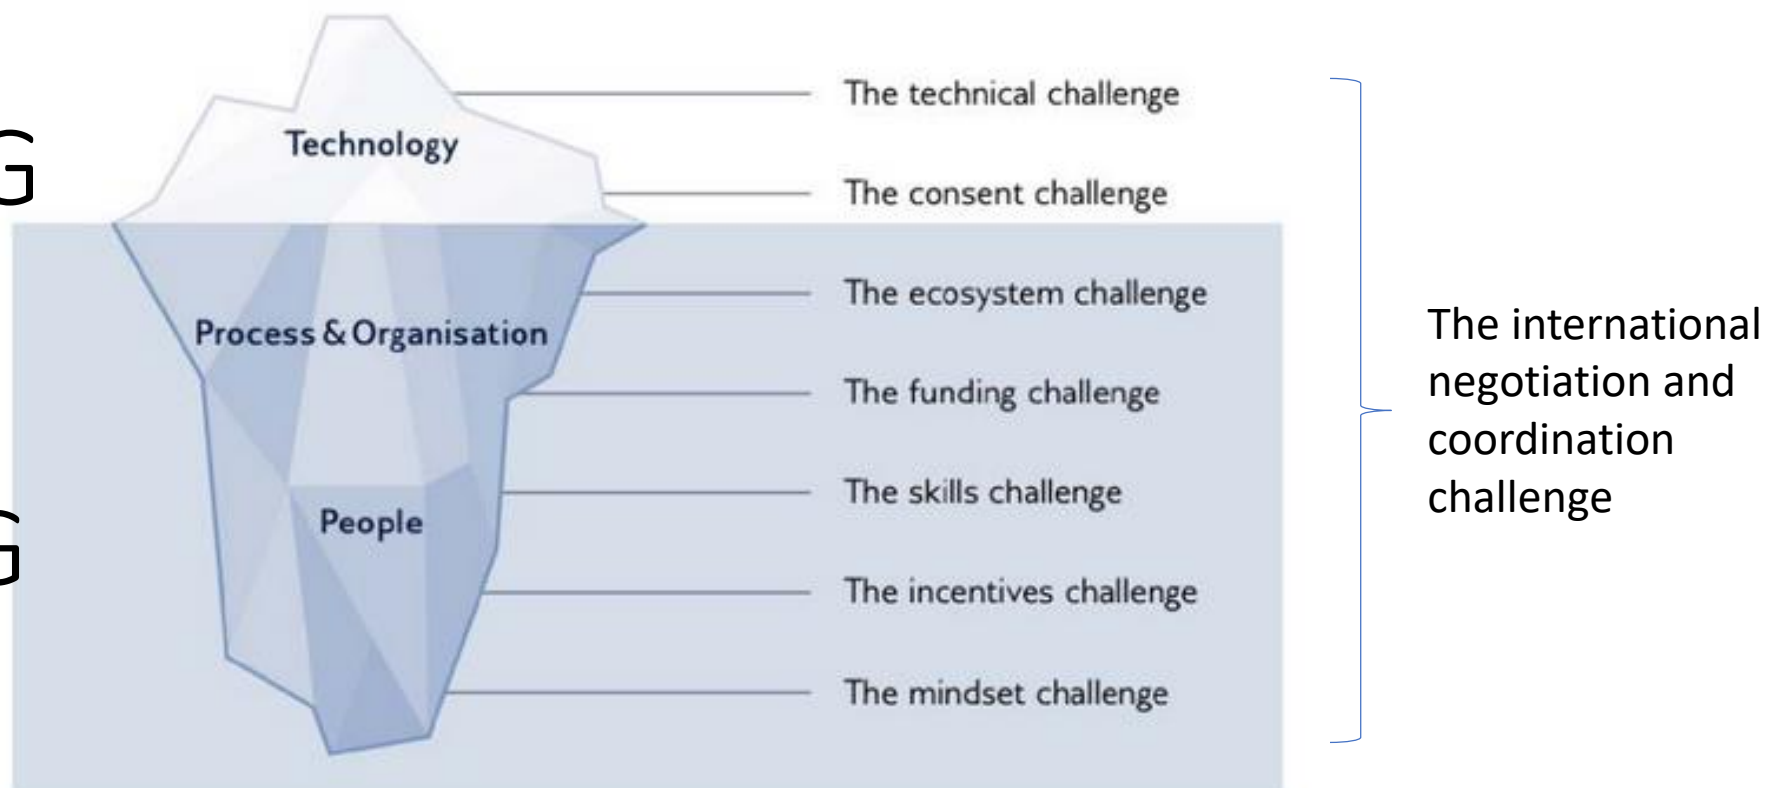 The technical challenge
G
Technology
The consent challenge
The ecosystem challenge
Process & Organisation
The funding challenge
The skills challenge
G
People
The incentives challenge
The mindset challenge
The international
negotiation and
coordination
challenge